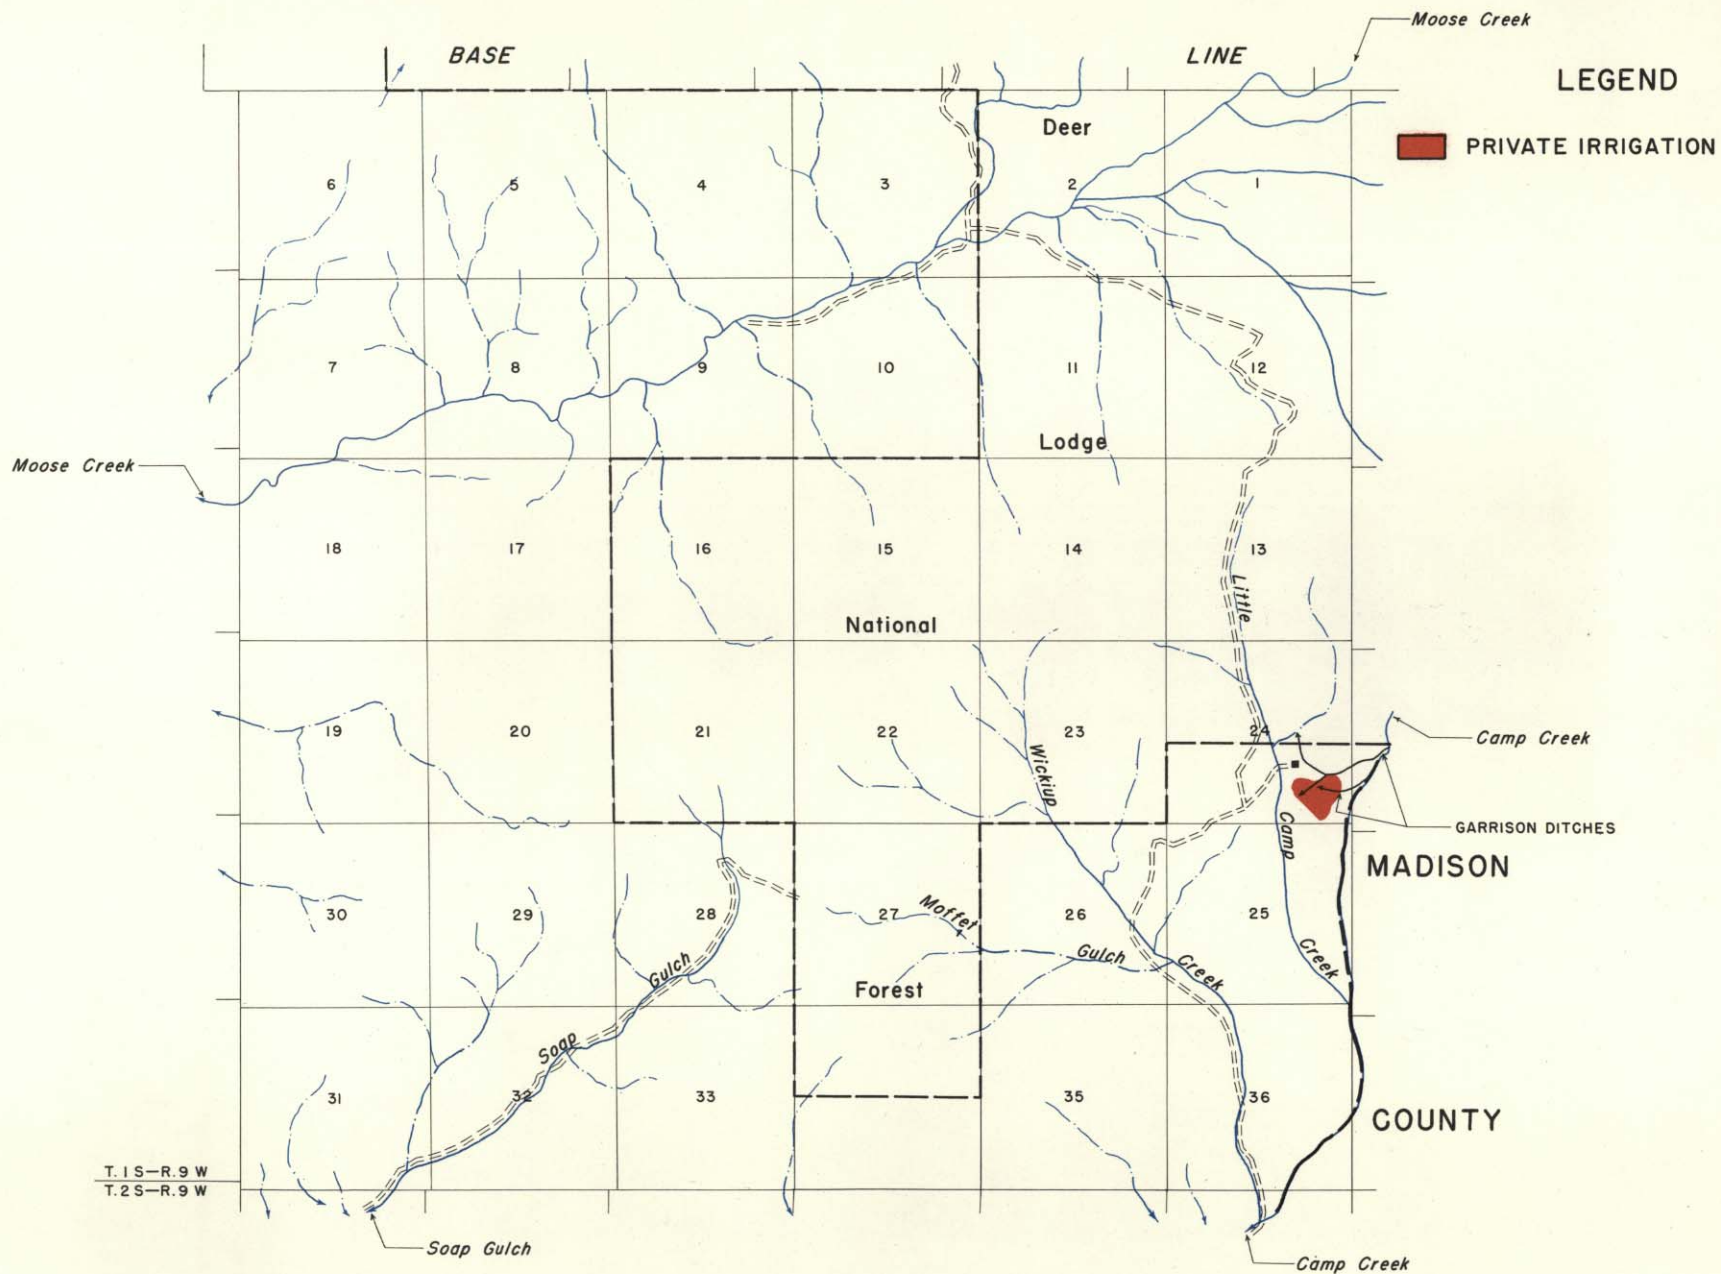 Moose Creek
BASE LINE
LEGEND
PRIVATE IRRIGATION
Deer
6 5 4 3 2 1
7 8 9 10 11 12
Lodge
Moose Creek
18 17 16 15 14 13
Little
National
19 20 21 22 23 24
Camp Creek
Wickiup
Camp
GARRISON DITCHES
MADISON
30 29 28 27 26 25
Moffet
Gulch
Gulch
Creek
Creek
Forest
Soap
31 32 33 35 36
COUNTY
T. 1 S—R. 9 W
T. 2 S—R. 9 W
Soap Gulch
Camp Creek